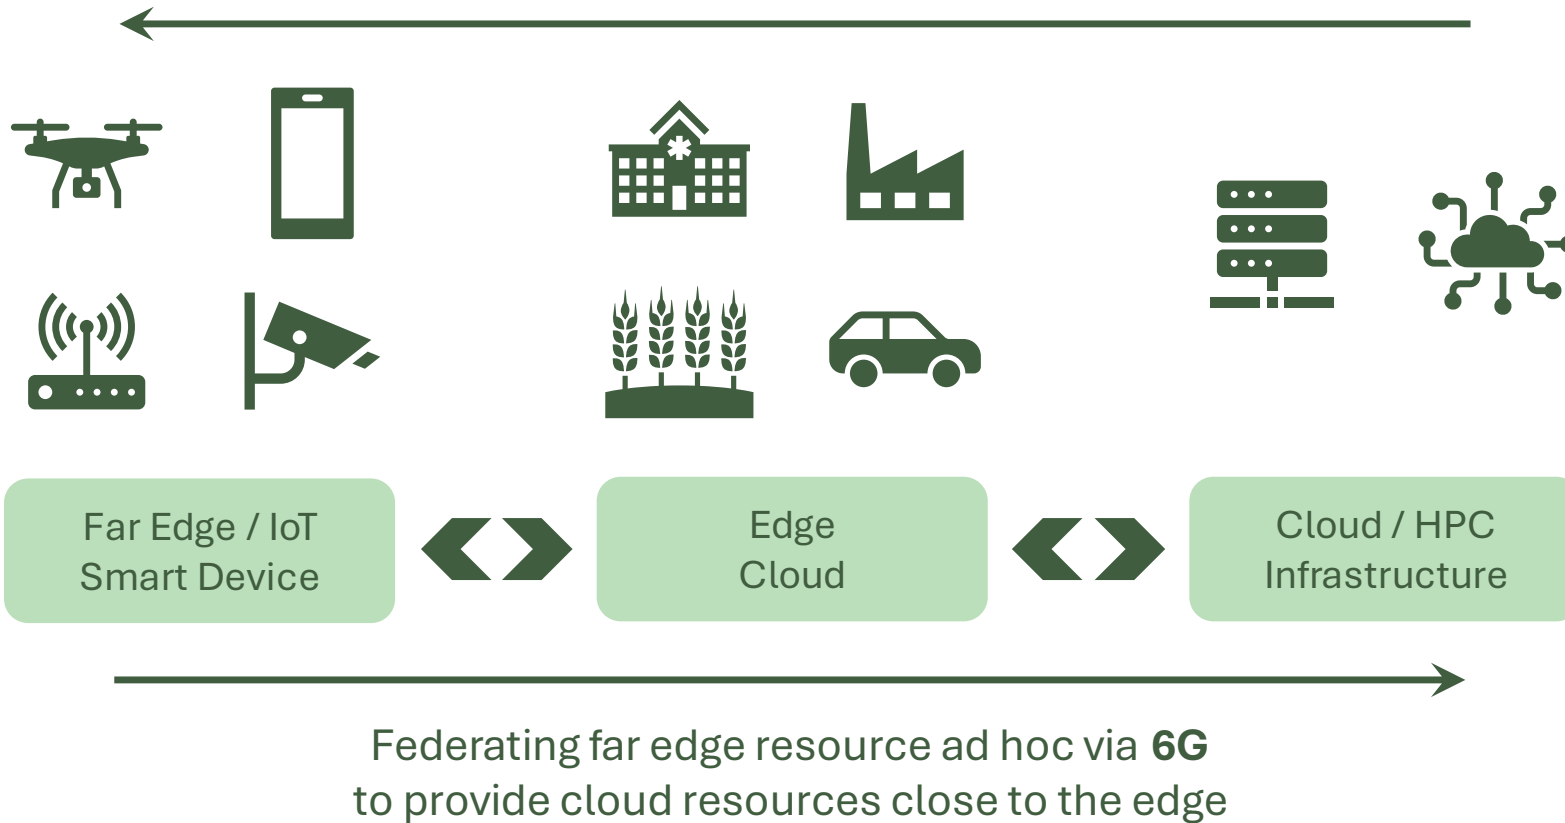 Far Edge / IoT
Smart Device
Edge
Cloud
Cloud / HPC
Infrastructure
Federating far edge resource ad hoc via 6G
to provide cloud resources close to the edge